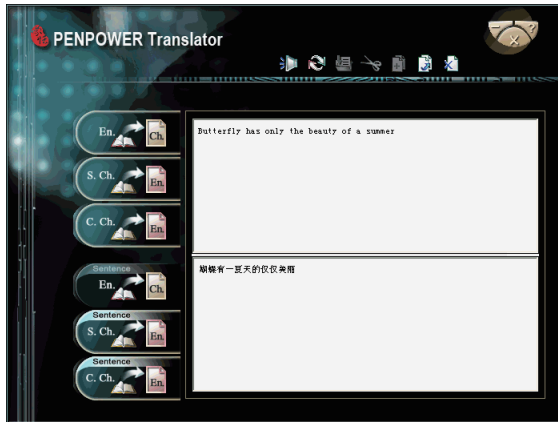 PENPOWER Translator
En. Ch.
S. Ch. En.
C. Ch. En.
Sentence
En. Ch.
Sentence
S. Ch. En.
Sentence
C. Ch. En.
Butterfly has only the beauty of a summer
蝴蝶有一夏天的仅仅美丽